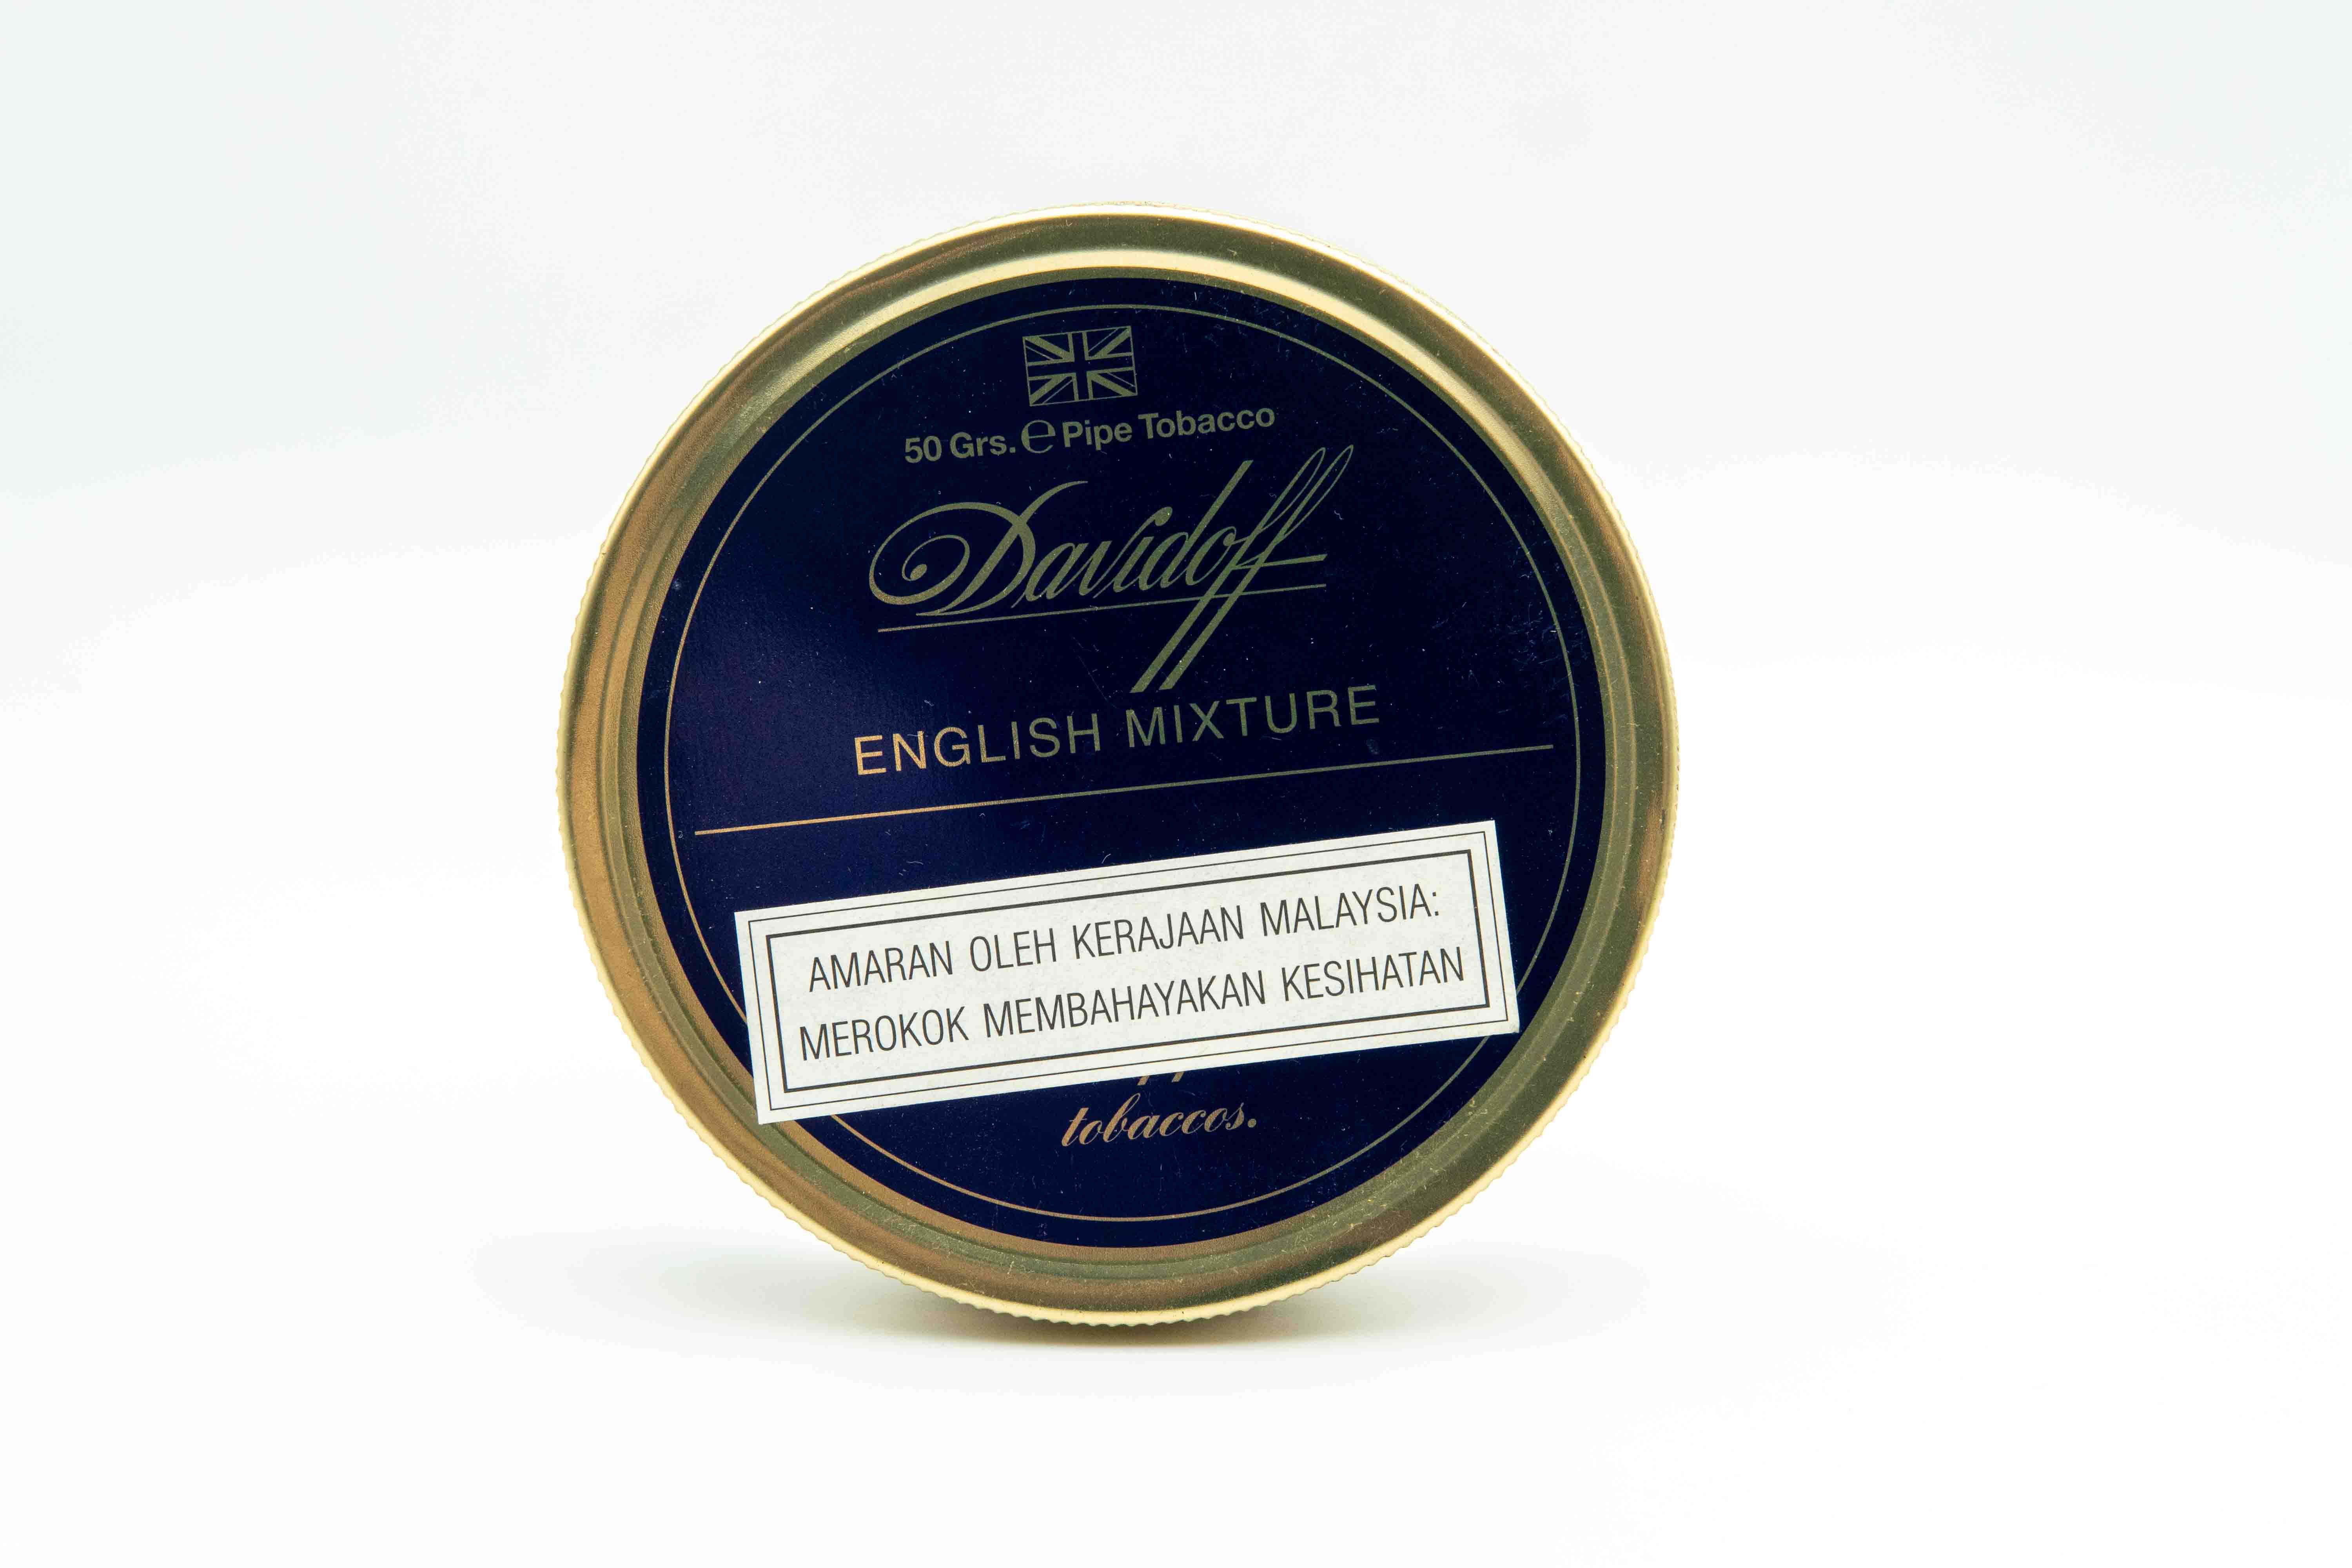 50 Grs. ℮ Pipe Tobacco
Davidoff
ENGLISH MIXTURE
AMARAN OLEH KERAJAAN MALAYSIA:
MEROKOK MEMBAHAYAKAN KESIHATAN
tobaccos.